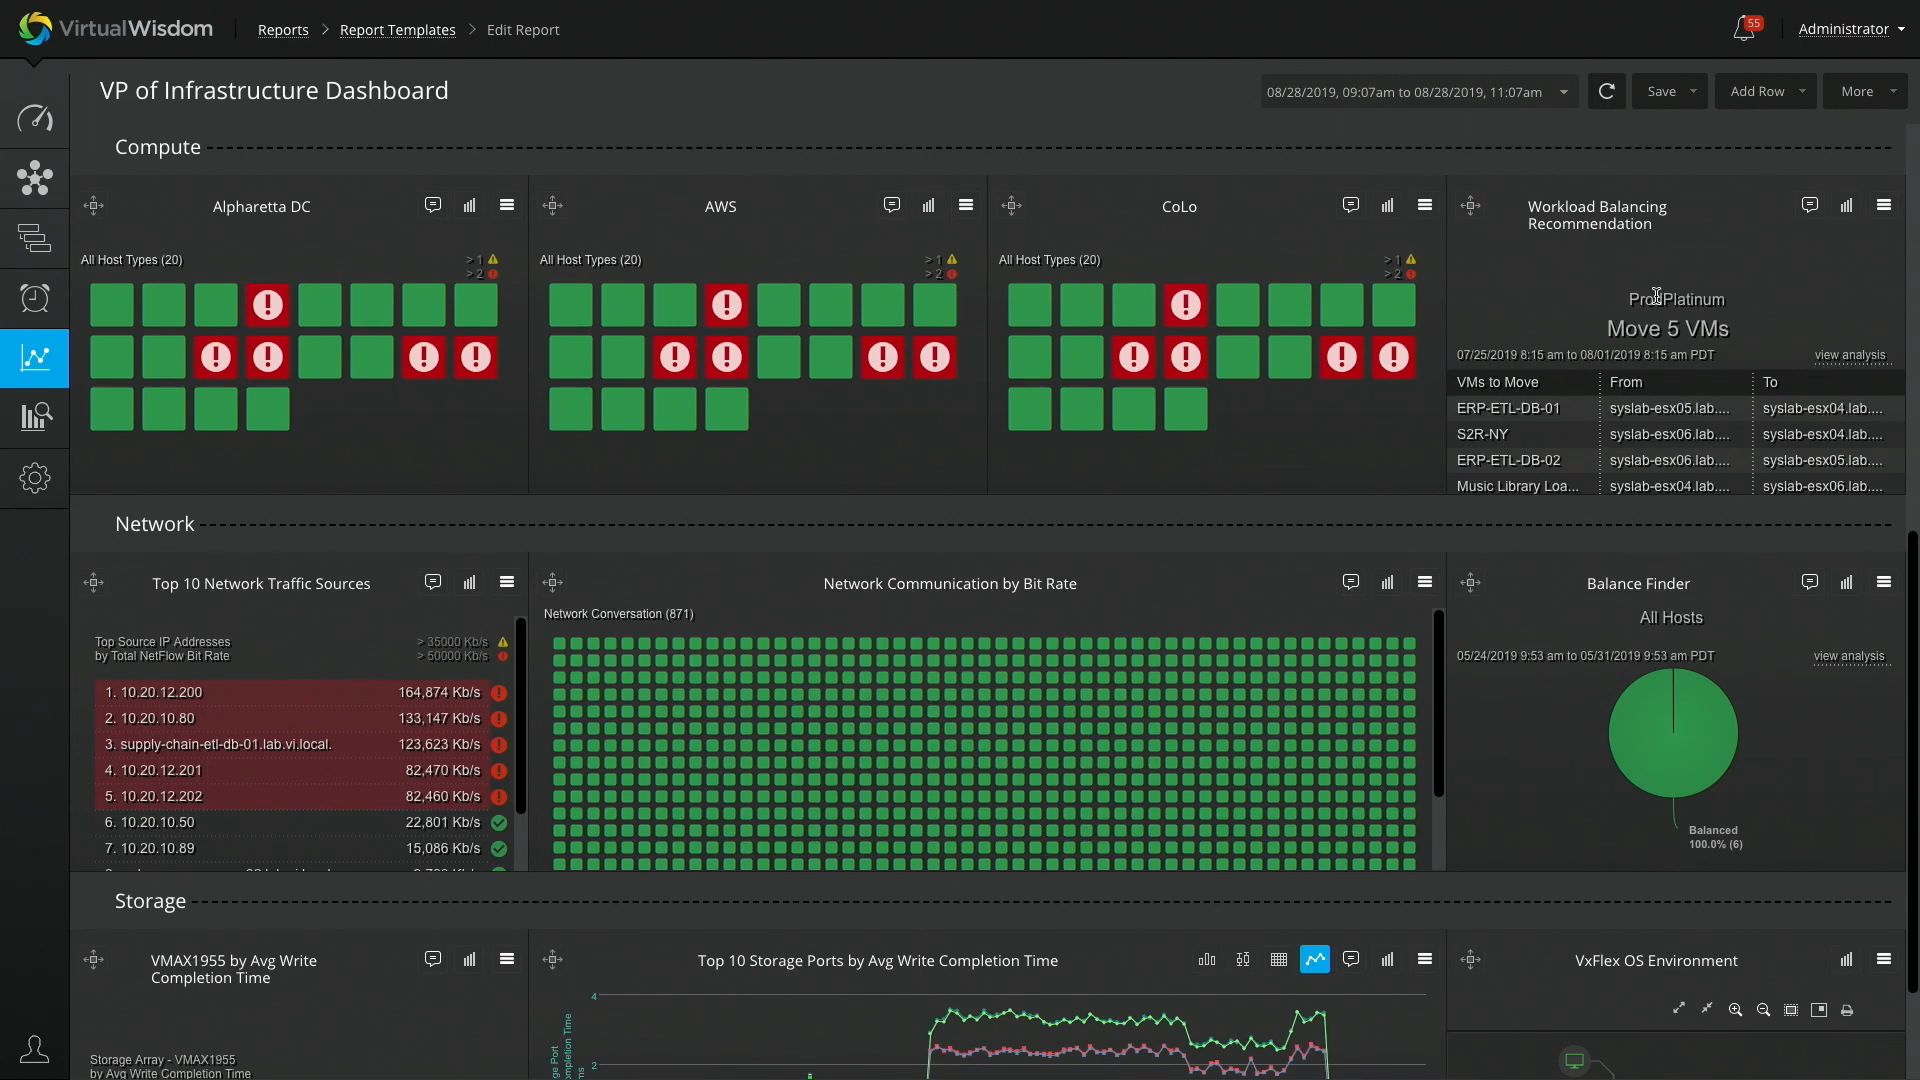 VirtualWisdom
Reports > Report Templates > Edit Report
55
Administrator
VP of Infrastructure Dashboard
08/28/2019, 09:07am to 08/28/2019, 11:07am
Save
Add Row
More
Compute
Alpharetta DC
AWS
CoLo
Workload Balancing
Recommendation
All Host Types (20)
> 1
> 2
All Host Types (20)
> 1
> 2
All Host Types (20)
> 1
> 2
Platinum
Move 5 VMs
07/25/2019 8:15 am to 08/01/2019 8:15 am PDT
view analysis
VMs to Move From To
ERP-ETL-DB-01 syslab-esx05.lab.... syslab-esx04.lab....
S2R-NY syslab-esx06.lab.... syslab-esx04.lab....
ERP-ETL-DB-02 syslab-esx06.lab.... syslab-esx05.lab....
Music Library Loa... syslab-esx04.lab.... syslab-esx06.lab....
Network
Top 10 Network Traffic Sources
Network Communication by Bit Rate
Balance Finder
Top Source IP Addresses
by Total NetFlow Bit Rate
> 35000 Kb/s
> 50000 Kb/s
1. 10.20.12.200 164,874 Kb/s
2. 10.20.10.80 133,147 Kb/s
3. supply-chain-etl-db-01.lab.vi.local. 123,623 Kb/s
4. 10.20.12.201 82,470 Kb/s
5. 10.20.12.202 82,460 Kb/s
6. 10.20.10.50 22,801 Kb/s
7. 10.20.10.89 15,086 Kb/s
Network Conversation (871)
All Hosts
05/24/2019 9:53 am to 05/31/2019 9:53 am PDT
view analysis
Balanced
100.0% (6)
Storage
VMAX1955 by Avg Write
Completion Time
Top 10 Storage Ports by Avg Write Completion Time
VxFlex OS Environment
Storage Array - VMAX1955
by Avg Write Completion Time
4
2
ge Port
ompletion Time
ms